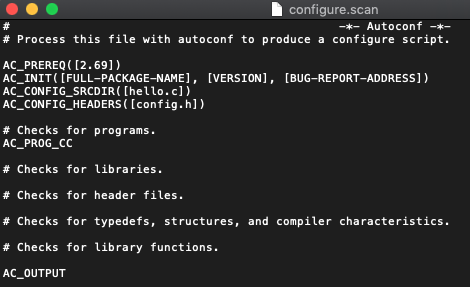 configure.scan
# -*- Autoconf -*-
# Process this file with autoconf to produce a configure script.
AC_PREREQ([2.69])
AC_INIT([FULL-PACKAGE-NAME], [VERSION], [BUG-REPORT-ADDRESS])
AC_CONFIG_SRCDIR([hello.c])
AC_CONFIG_HEADERS([config.h])
# Checks for programs.
AC_PROG_CC
# Checks for libraries.
# Checks for header files.
# Checks for typedefs, structures, and compiler characteristics.
# Checks for library functions.
AC_OUTPUT